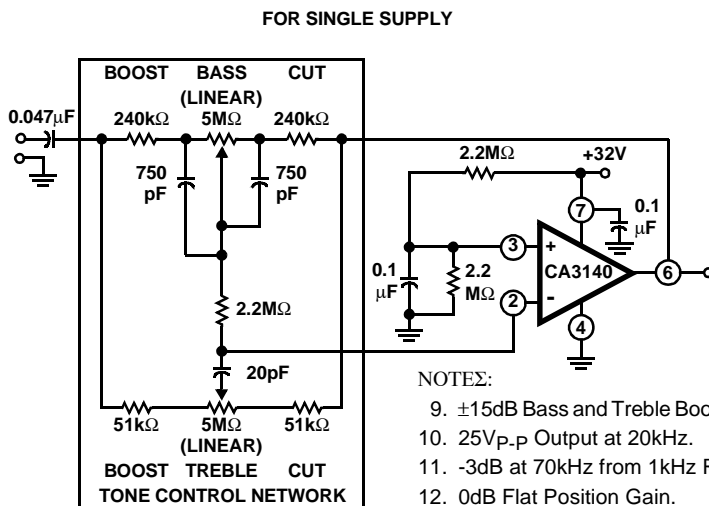 FOR SINGLE SUPPLY
BOOST BASS CUT
(LINEAR)
0.047μF
240kΩ 5MΩ 240kΩ
750
pF
750
pF
2.2MΩ
+32V
7
0.1
μF
3
+
CA3140
6
0.1
μF
2.2
MΩ
2
-
4
2.2MΩ
20pF
51kΩ 5MΩ 51kΩ
(LINEAR)
BOOST TREBLE CUT
TONE CONTROL NETWORK
NOTES:
9. ±15dB Bass and Treble Boo
10. 25VP-P Output at 20kHz.
11. -3dB at 70kHz from 1kHz
12. 0dB Flat Position Gain.